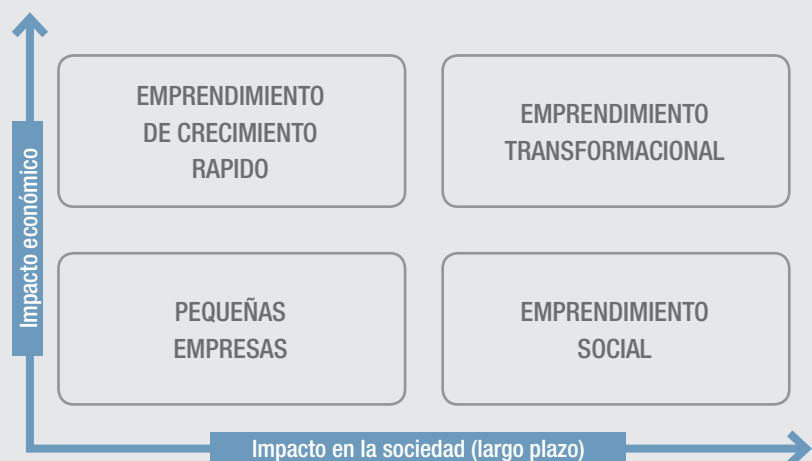 EMPRENDIMIENTO
DE CRECIMIENTO
RAPIDO
EMPRENDIMIENTO
TRANSFORMACIONAL
Impacto económico
PEQUEÑAS
EMPRESAS
EMPRENDIMIENTO
SOCIAL
Impacto en la sociedad (largo plazo)